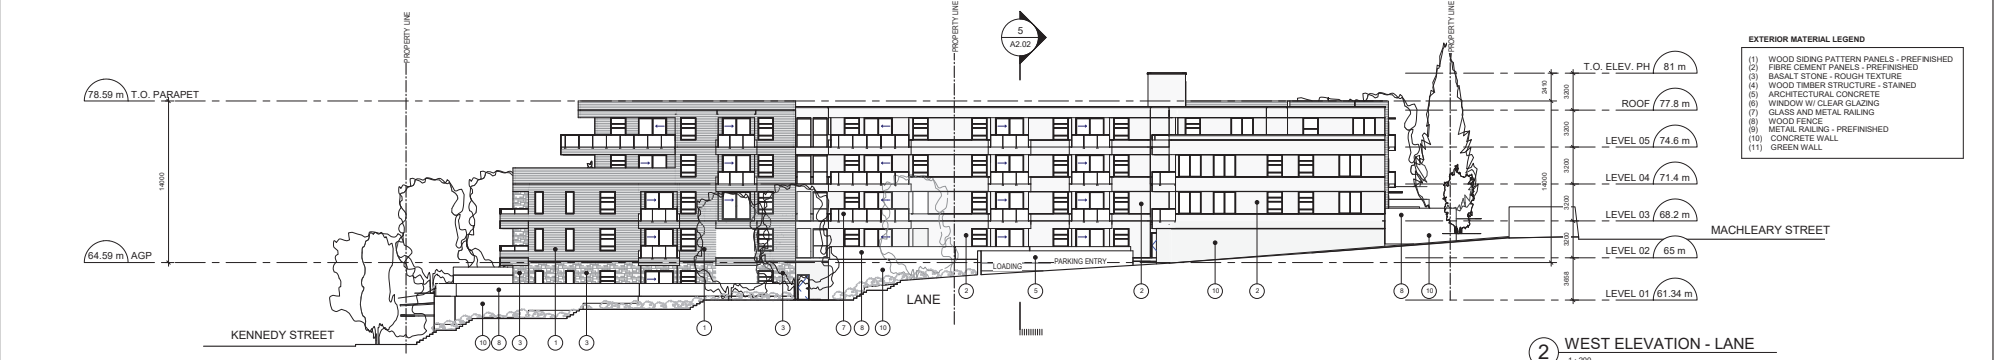 PROPERTY LINE
PROPERTY LINE
PROPERTY LINE
5
A2.02
78.59 m T.O. PARAPET
14000
64.59 m AGP
KENNEDY STREET
LOADING
PARKING ENTRY
LANE
10 8 3 1 3 1 3 7 8 10 2 5 2 10 2 8 10
T.O. ELEV. PH 81 m
ROOF 77.8 m
LEVEL 05 74.6 m
LEVEL 04 71.4 m
LEVEL 03 68.2 m
MACHLEARY STREET
LEVEL 02 65 m
LEVEL 01 61.34 m
2410
14000
3200
3200
3200
3200
3200
3658
EXTERIOR MATERIAL LEGEND
(1) WOOD SIDING PATTERN PANELS - PREFINISHED
(2) FIBRE CEMENT PANELS - PREFINISHED
(3) BASALT STONE - ROUGH TEXTURE
(4) WOOD TIMBER STRUCTURE - STAINED
(5) ARCHITECTURAL CONCRETE
(6) WINDOW W/ CLEAR GLAZING
(7) GLASS AND METAL RAILING
(8) WOOD FENCE
(9) METAIL RAILING - PREFINISHED
(10) CONCRETE WALL
(11) GREEN WALL
2 WEST ELEVATION - LANE